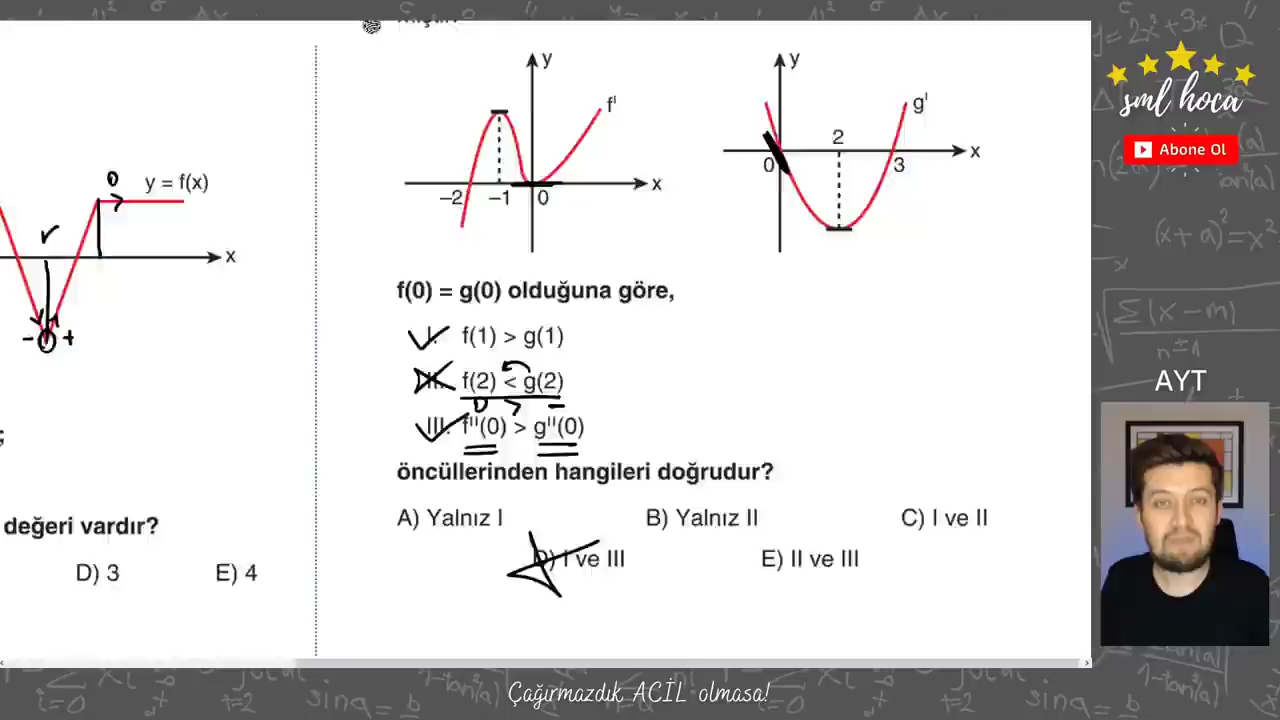 y
f'
-2
-1
0
x
y
g'
2
0
3
x
0
y = f(x)
x
- +
f(0) = g(0) olduğuna göre,
f(1) > g(1)
f(2) < g(2)
0 > -
III. f''(0) > g''(0)
öncüllerinden hangileri doğrudur?
A) Yalnız I
B) Yalnız II
C) I ve II
D) I ve III
E) II ve III
değeri vardır?
D) 3
E) 4
sml hoca
Abone Ol
AYT
Çağırmazdık ACİL olmasa!